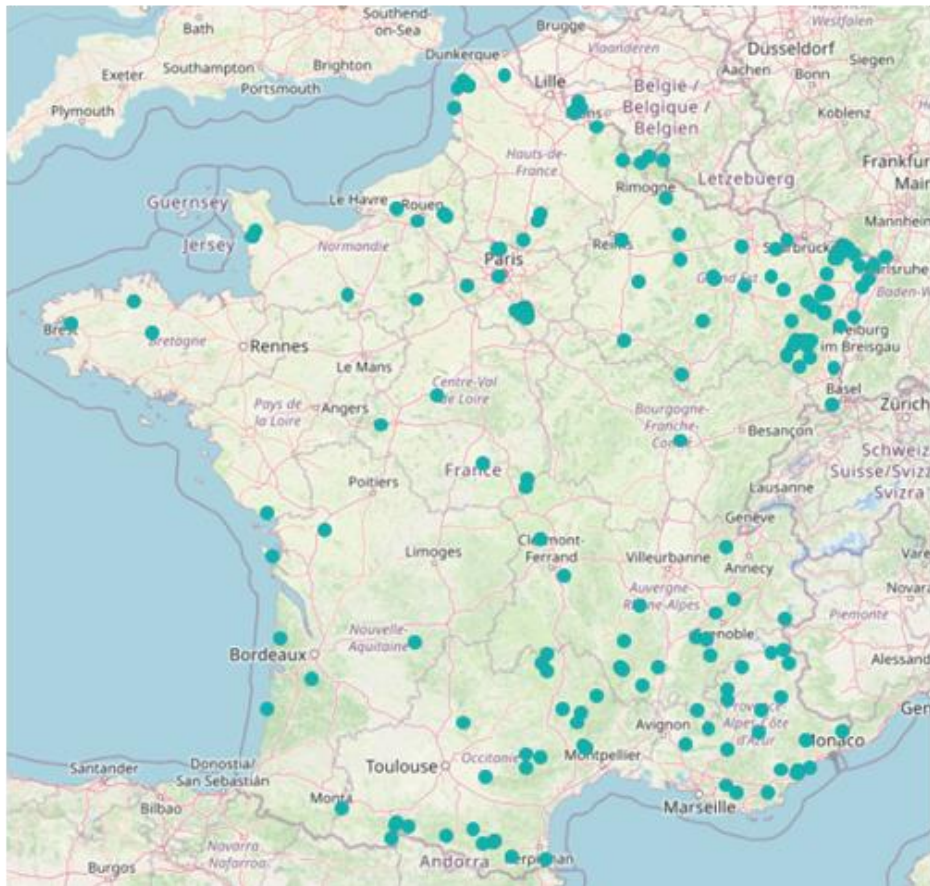 Southend-
on-Sea
Bath
Brugge
Westfalen
Vlaanderen
Düsseldorf
Dunkerque
Exeter
Southampton
Brighton
Aachen
Siegen
Portsmouth
Lille
België /
Bonn
Plymouth
Belgique /
Koblenz
Belgien
Hauts-de-
France
Frankfur
Letzebuerg
Main
Rimogne
Guernsey
Le Havre
Rouen
Mannheim
Jersey
Normandie
Reims
Saarbrück
Paris
Grand Est
Karlsruhe
Baden-W
Brest
Bretagne
Rennes
Freiburg
im Breisgau
Le Mans
Centre-Val
de Loire
Basel
Pays de
la Loire
Angers
Bourgogne-
Franche-
Comté
Zürich
Besançon
Schweiz
Suisse/Svizz
Svizra
France
Poitiers
Lausanne
Genève
Limoges
Clermont-
Ferrand
Villeurbanne
Annecy
Vare
Novara
Auvergne-
Rhône-Alpes
Piemonte
Nouvelle-
Aquitaine
Grenoble
Bordeaux
Alessand
Provence-
Alpes-Côte
d'Azur
Gen
Avignon
Monaco
Occitanie
Montpellier
Santander
Donostia/
San Sebastián
Toulouse
Marseille
Bilbao
Monta
Navarra
Nafarroa
Andorra
Perpignan
Burgos